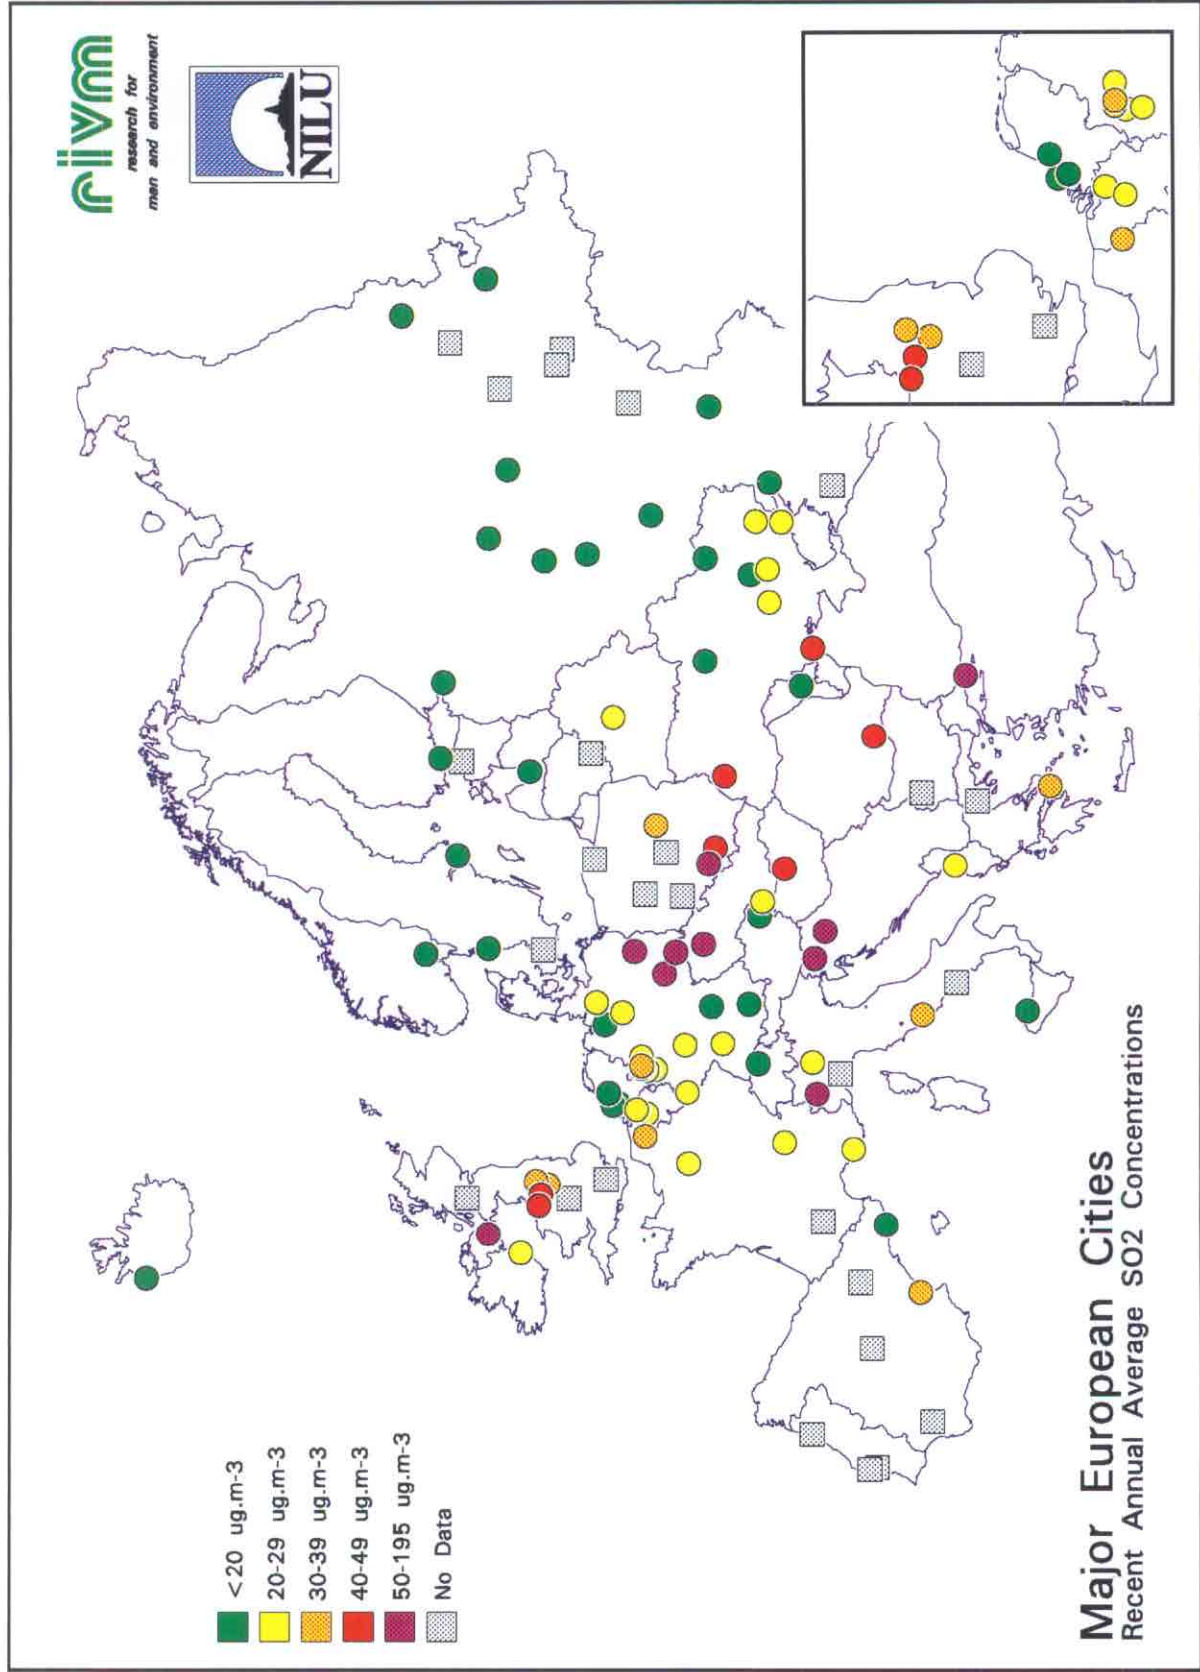 riivm
research for
man and environment
NILU
<20 ug.m-3
20-29 ug.m-3
30-39 ug.m-3
40-49 ug.m-3
50-195 ug.m-3
No Data
Major European Cities
Recent Annual Average SO2 Concentrations